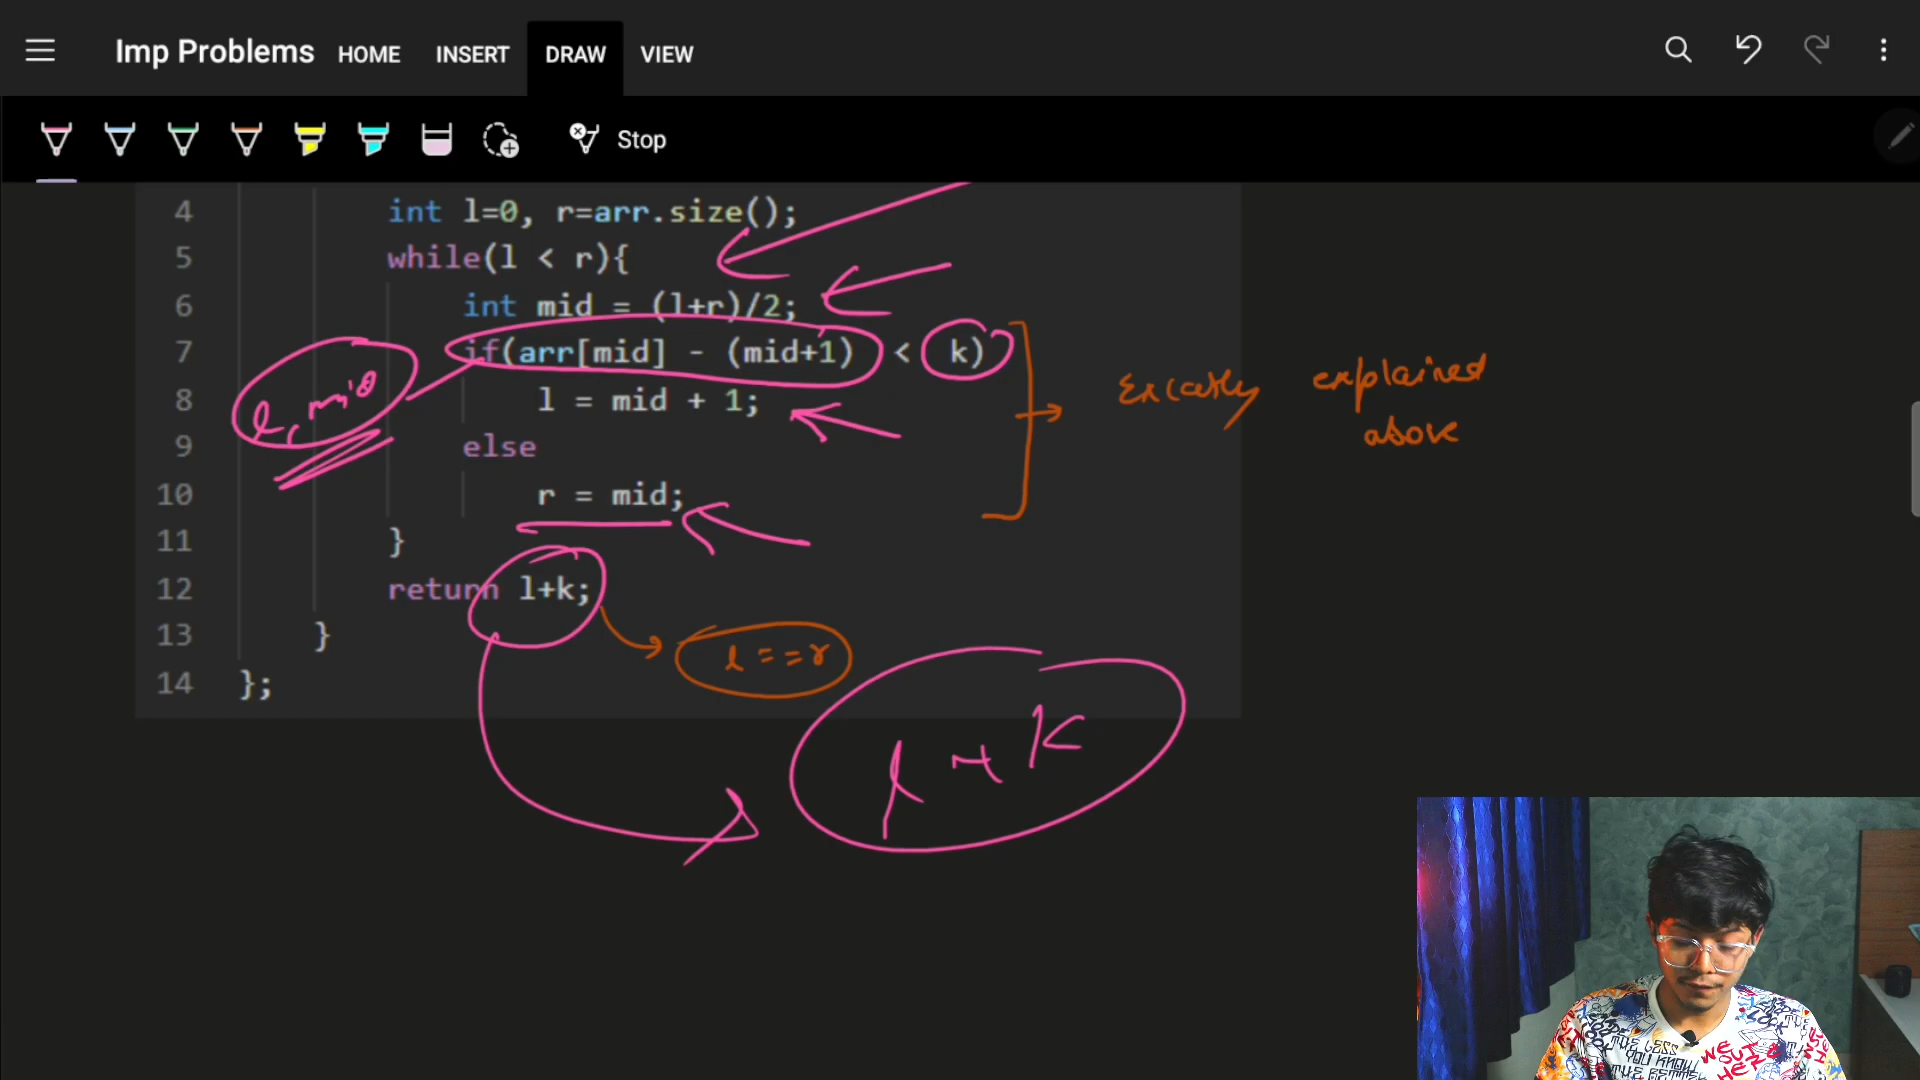 Imp Problems HOME INSERT DRAW VIEW
Stop
4 int l=0, r=arr.size();
5 while(l < r){
6 int mid = (l+r)/2;
7 if(arr[mid] - (mid+1) < k)
8 l = mid + 1;
9 else
10 r = mid;
11 }
12 return l+k;
13 }
14 };
l, mid
Excatly explained
above
l == r
l + k
WE